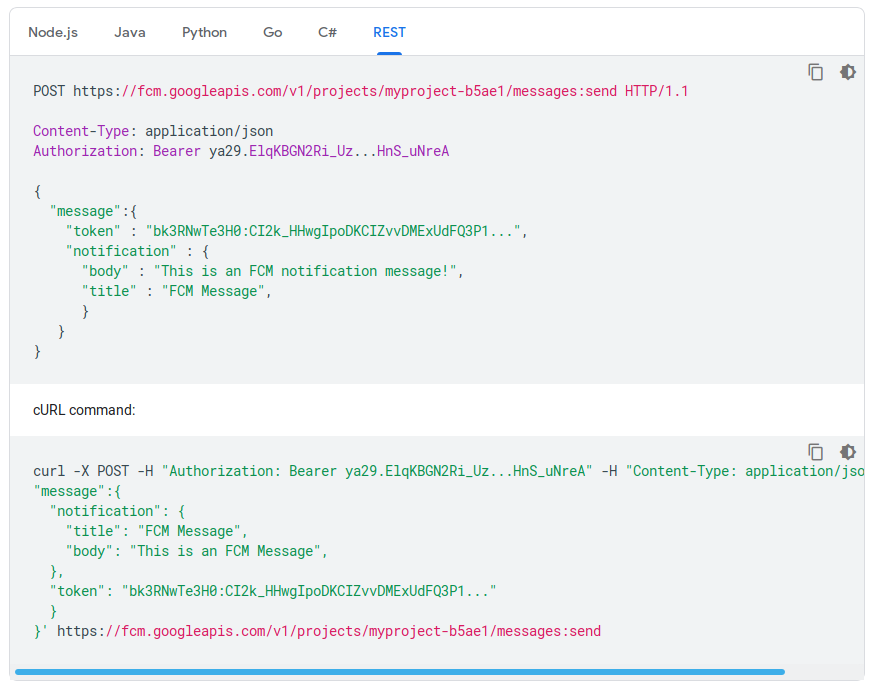 Node.js Java Python Go C# REST
POST https://fcm.googleapis.com/v1/projects/myproject-b5ae1/messages:send HTTP/1.1
Content-Type: application/json
Authorization: Bearer ya29.ElqKBGN2Ri_Uz...HnS_uNreA
{
  "message":{
    "token" : "bk3RNwTe3H0:CI2k_HHwgIpoDKCIZvvDMExUdFQ3P1...",
    "notification" : {
      "body" : "This is an FCM notification message!",
      "title" : "FCM Message",
      }
   }
}
cURL command:
curl -X POST -H "Authorization: Bearer ya29.ElqKBGN2Ri_Uz...HnS_uNreA" -H "Content-Type: application/jso
"message":{
  "notification": {
    "title": "FCM Message",
    "body": "This is an FCM Message",
  },
  "token": "bk3RNwTe3H0:CI2k_HHwgIpoDKCIZvvDMExUdFQ3P1..."
  }
}' https://fcm.googleapis.com/v1/projects/myproject-b5ae1/messages:send